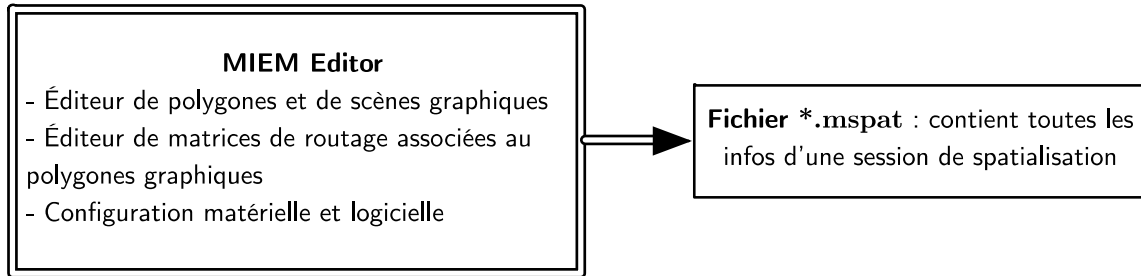 MIEM Editor
- Éditeur de polygones et de scènes graphiques
- Éditeur de matrices de routage associées au
polygones graphiques
- Configuration matérielle et logicielle
Fichier *.mspat : contient toutes les
infos d'une session de spatialisation